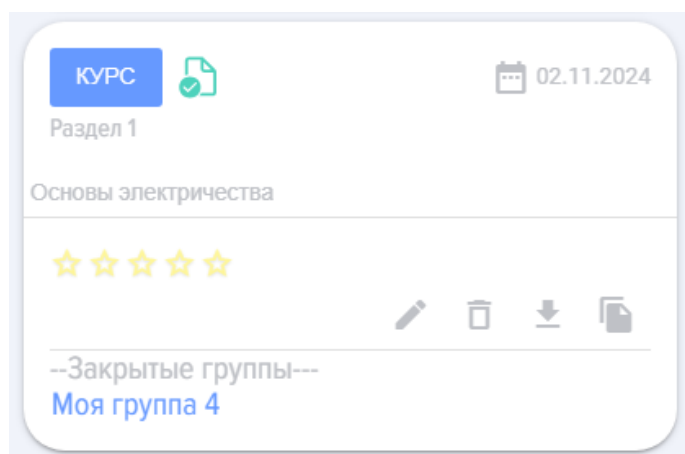 КУРС 02.11.2024
Раздел 1
Основы электричества
--Закрытые группы---
Моя группа 4